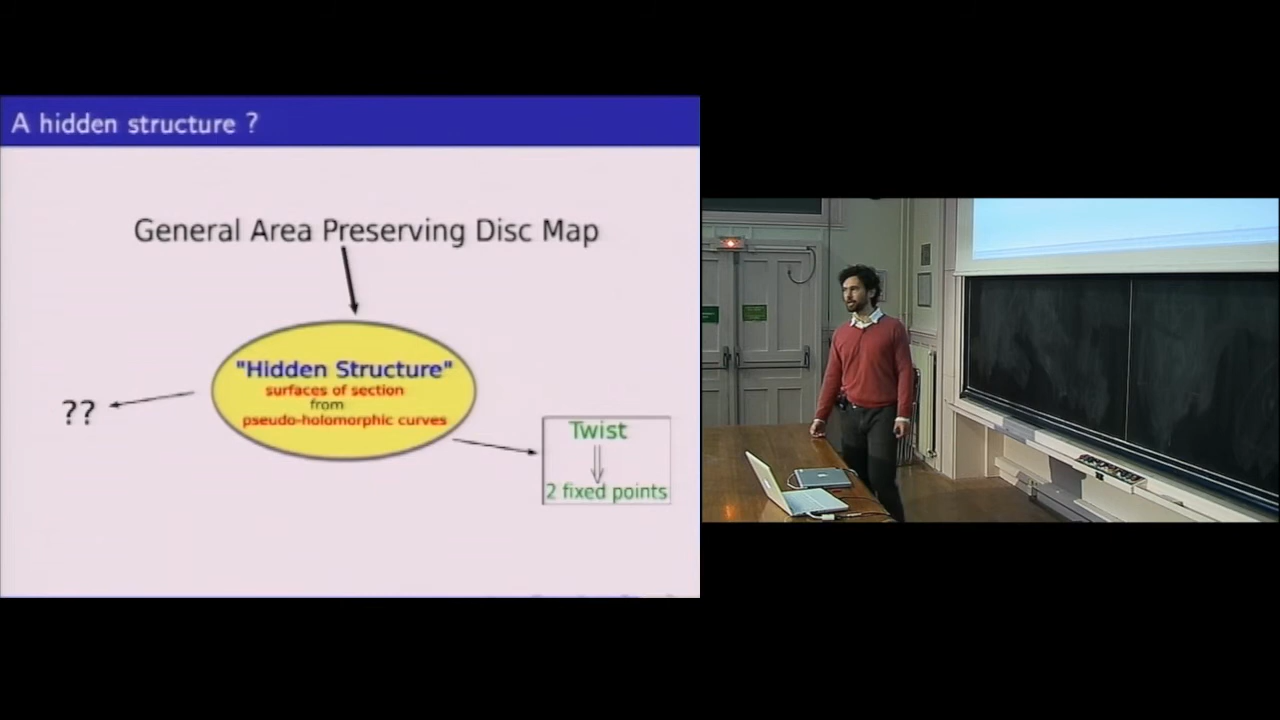 A hidden structure ?
General Area Preserving Disc Map
"Hidden Structure"
surfaces of section
from
pseudo-holomorphic curves
??
Twist
2 fixed points